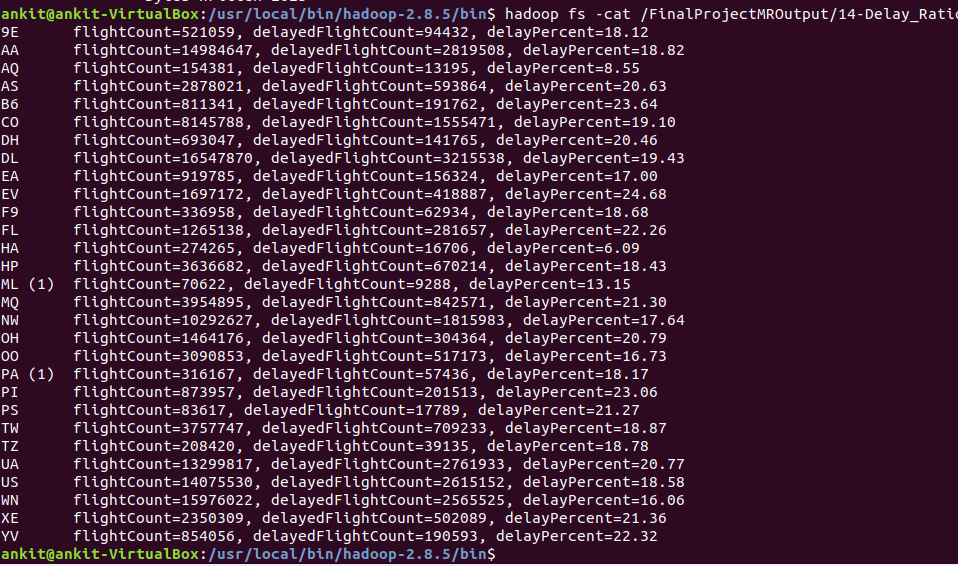 ankit@ankit-VirtualBox:/usr/local/bin/hadoop-2.8.5/bin$ hadoop fs -cat /FinalProjectMROutput/14-Delay_Ratio
9E flightCount=521059, delayedFlightCount=94432, delayPercent=18.12
AA flightCount=14984647, delayedFlightCount=2819508, delayPercent=18.82
AQ flightCount=154381, delayedFlightCount=13195, delayPercent=8.55
AS flightCount=2878021, delayedFlightCount=593864, delayPercent=20.63
B6 flightCount=811341, delayedFlightCount=191762, delayPercent=23.64
CO flightCount=8145788, delayedFlightCount=1555471, delayPercent=19.10
DH flightCount=693047, delayedFlightCount=141765, delayPercent=20.46
DL flightCount=16547870, delayedFlightCount=3215538, delayPercent=19.43
EA flightCount=919785, delayedFlightCount=156324, delayPercent=17.00
EV flightCount=1697172, delayedFlightCount=418887, delayPercent=24.68
F9 flightCount=336958, delayedFlightCount=62934, delayPercent=18.68
FL flightCount=1265138, delayedFlightCount=281657, delayPercent=22.26
HA flightCount=274265, delayedFlightCount=16706, delayPercent=6.09
HP flightCount=3636682, delayedFlightCount=670214, delayPercent=18.43
ML (1) flightCount=70622, delayedFlightCount=9288, delayPercent=13.15
MQ flightCount=3954895, delayedFlightCount=842571, delayPercent=21.30
NW flightCount=10292627, delayedFlightCount=1815983, delayPercent=17.64
OH flightCount=1464176, delayedFlightCount=304364, delayPercent=20.79
OO flightCount=3090853, delayedFlightCount=517173, delayPercent=16.73
PA (1) flightCount=316167, delayedFlightCount=57436, delayPercent=18.17
PI flightCount=873957, delayedFlightCount=201513, delayPercent=23.06
PS flightCount=83617, delayedFlightCount=17789, delayPercent=21.27
TW flightCount=3757747, delayedFlightCount=709233, delayPercent=18.87
TZ flightCount=208420, delayedFlightCount=39135, delayPercent=18.78
UA flightCount=13299817, delayedFlightCount=2761933, delayPercent=20.77
US flightCount=14075530, delayedFlightCount=2615152, delayPercent=18.58
WN flightCount=15976022, delayedFlightCount=2565525, delayPercent=16.06
XE flightCount=2350309, delayedFlightCount=502089, delayPercent=21.36
YV flightCount=854056, delayedFlightCount=190593, delayPercent=22.32
ankit@ankit-VirtualBox:/usr/local/bin/hadoop-2.8.5/bin$